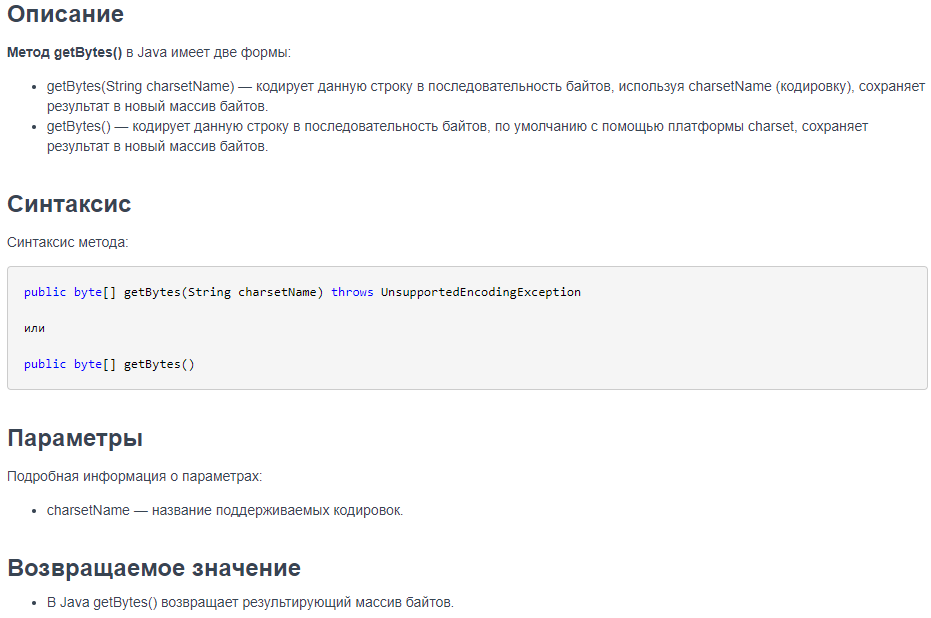 Описание
Метод getBytes() в Java имеет две формы:
• getBytes(String charsetName) — кодирует данную строку в последовательность байтов, используя charsetName (кодировку), сохраняет
результат в новый массив байтов.
• getBytes() — кодирует данную строку в последовательность байтов, по умолчанию с помощью платформы charset, сохраняет
результат в новый массив байтов.
Синтаксис
Синтаксис метода:
public byte[] getBytes(String charsetName) throws UnsupportedEncodingException
или
public byte[] getBytes()
Параметры
Подробная информация о параметрах:
• charsetName — название поддерживаемых кодировок.
Возвращаемое значение
• В Java getBytes() возвращает результирующий массив байтов.